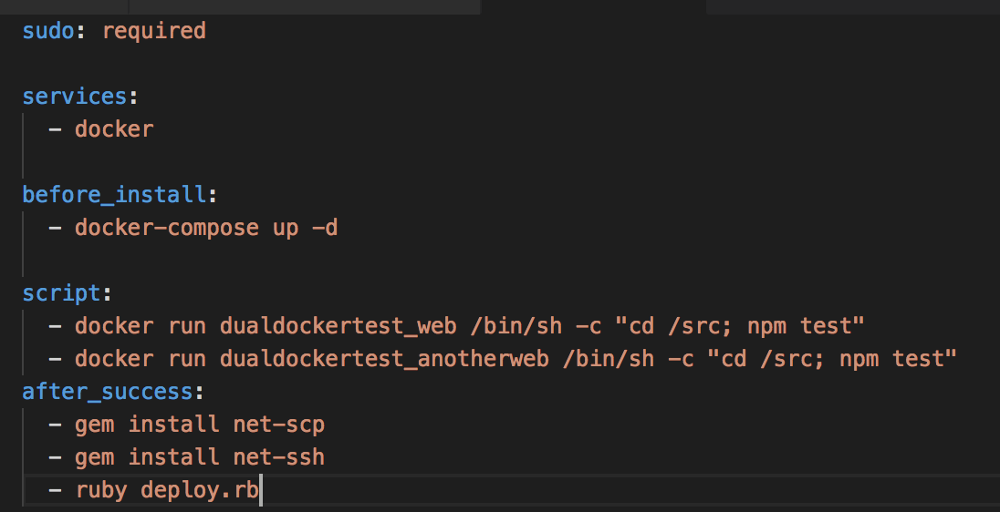 sudo: required
services:
- docker
before_install:
- docker-compose up -d
script:
- docker run dualdockertest_web /bin/sh -c "cd /src; npm test"
- docker run dualdockertest_anotherweb /bin/sh -c "cd /src; npm test"
after_success:
- gem install net-scp
- gem install net-ssh
- ruby deploy.rb